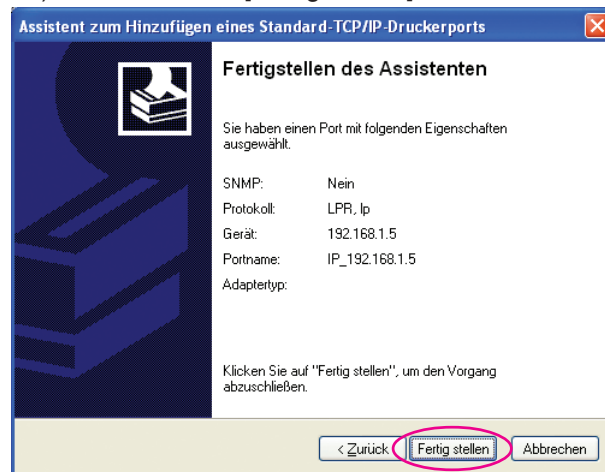 Assistent zum Hinzufügen eines Standard-TCP/IP-Druckerports
Fertigstellen des Assistenten
Sie haben einen Port mit folgenden Eigenschaften
ausgewählt.
SNMP: Nein
Protokoll: LPR, lp
Gerät: 192.168.1.5
Portname: IP_192.168.1.5
Adaptertyp:
Klicken Sie auf "Fertig stellen", um den Vorgang
abzuschließen.
< Zurück Fertig stellen Abbrechen